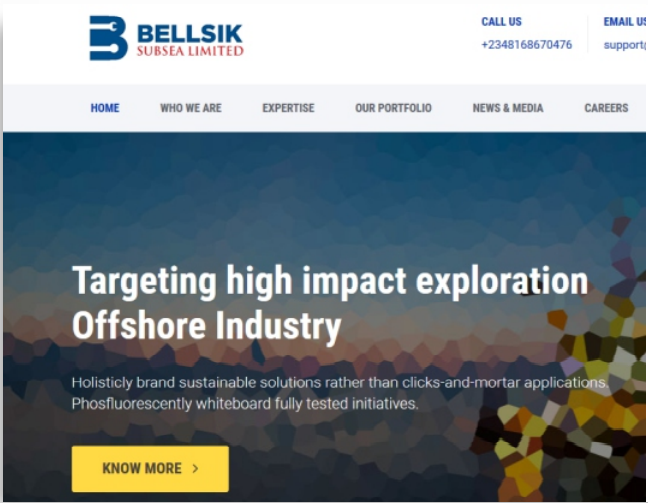 BELLSIK
SUBSEA LIMITED
CALL US
+2348168670476
EMAIL US
support@
HOME WHO WE ARE EXPERTISE OUR PORTFOLIO NEWS & MEDIA CAREERS
Targeting high impact exploration
Offshore Industry
Holisticly brand sustainable solutions rather than clicks-and-mortar applications.
Phosfluorescently whiteboard fully tested initiatives.
KNOW MORE >